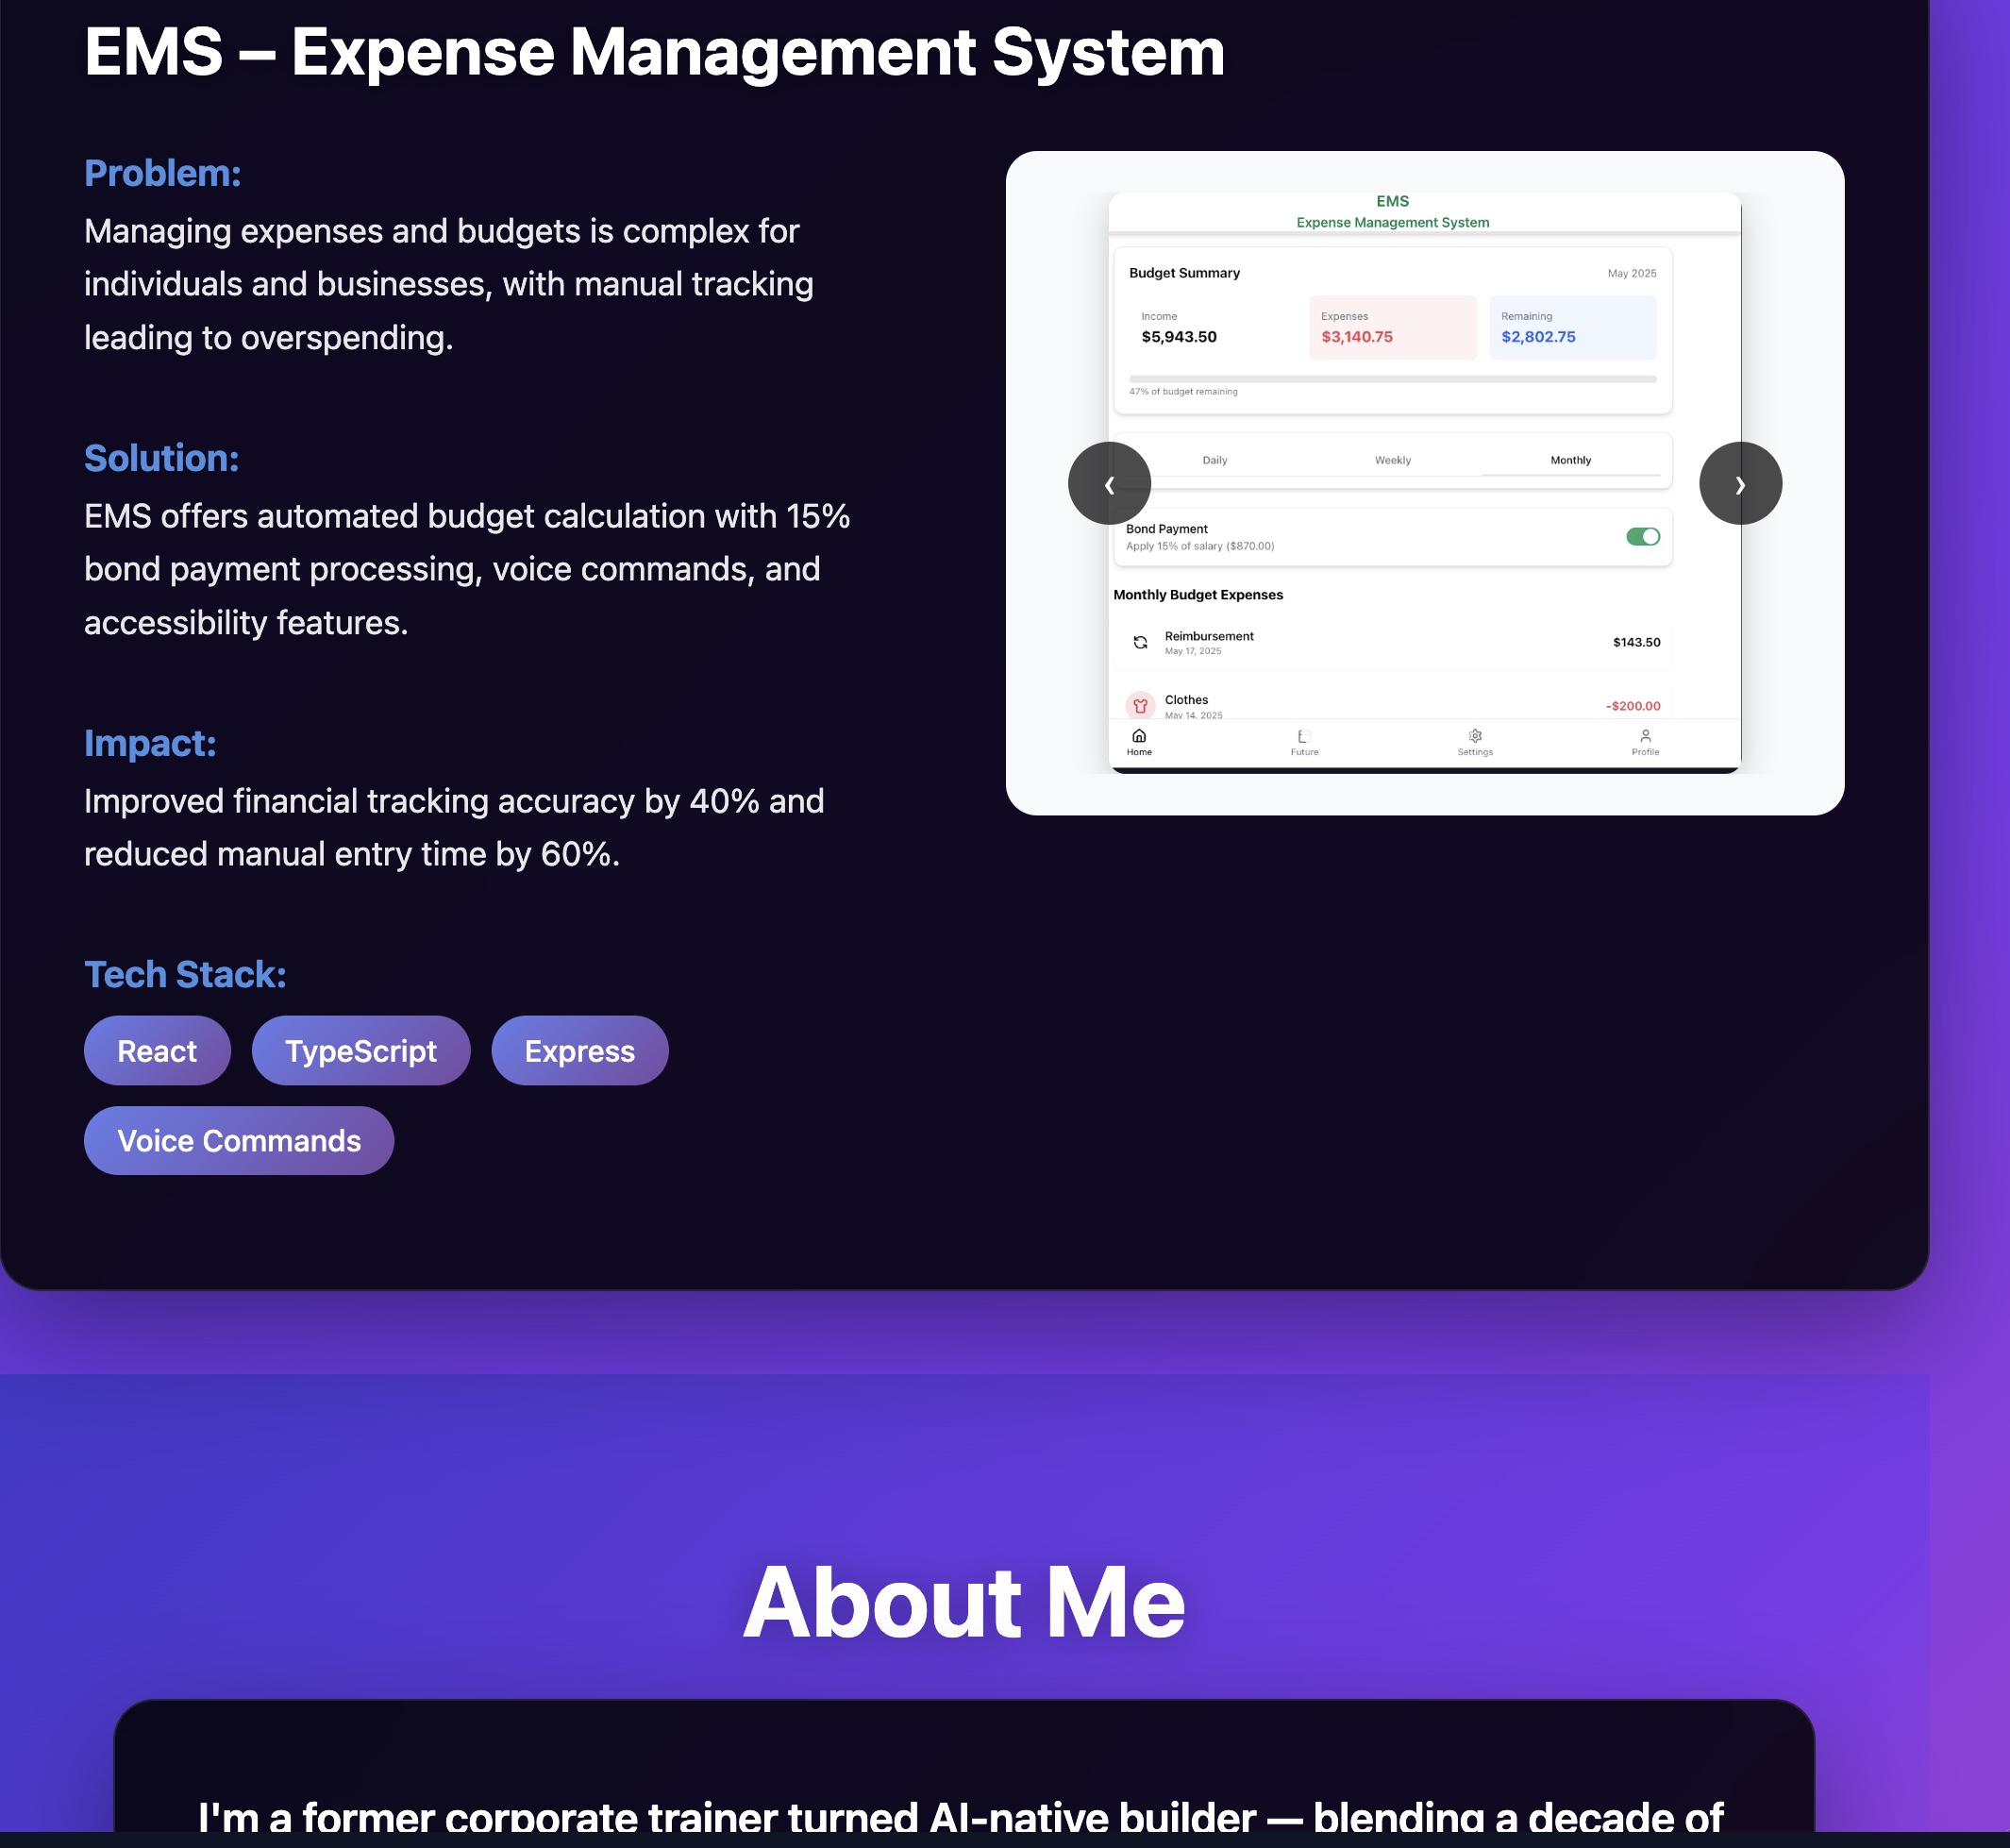 EMS – Expense Management System
Problem:
Managing expenses and budgets is complex for
individuals and businesses, with manual tracking
leading to overspending.
Solution:
EMS offers automated budget calculation with 15%
bond payment processing, voice commands, and
accessibility features.
Impact:
Improved financial tracking accuracy by 40% and
reduced manual entry time by 60%.
Tech Stack:
React
TypeScript
Express
Voice Commands
EMS
Expense Management System
Budget Summary
May 2025
Income
$5,943.50
Expenses
$3,140.75
Remaining
$2,802.75
47% of budget remaining
Daily
Weekly
Monthly
Bond Payment
Apply 15% of salary ($870.00)
Monthly Budget Expenses
Reimbursement
May 17, 2025
$143.50
Clothes
May 14, 2025
-$200.00
Home
Future
Settings
Profile
About Me
I'm a former corporate trainer turned AI-native builder — blending a decade of